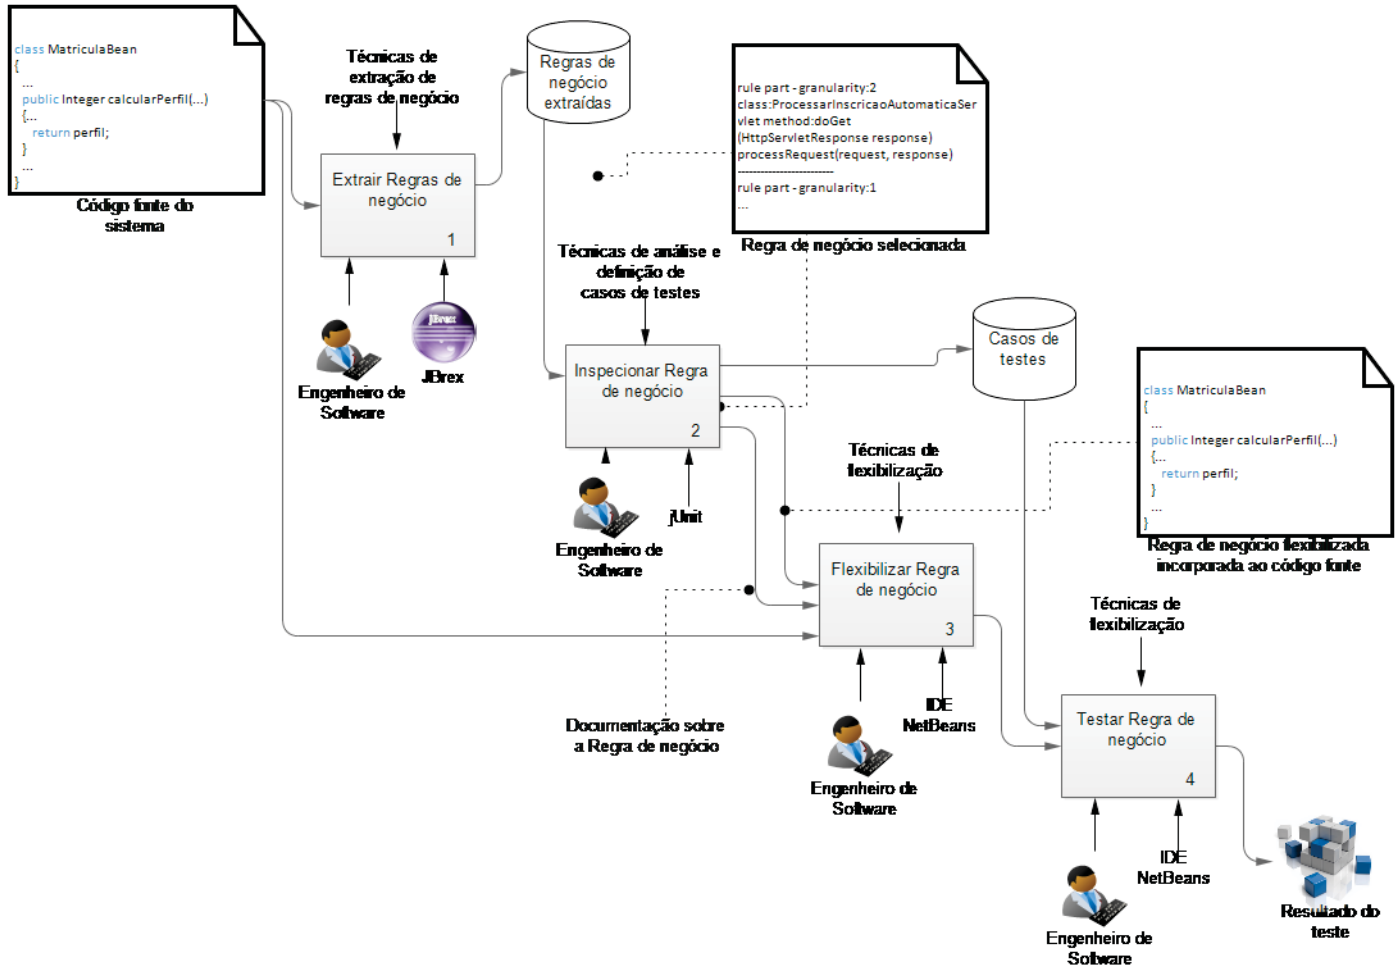 class MatriculaBean
{
...
public Integer calcularPerfil(...)
{...
return perfil;
}
...
}
Código fonte do
sistema
Técnicas de
extração de
regras de negócio
Regras de
negócio
extraídas
rule part - granularity:2
class:ProcessarInscricaoAutomaticaSer
vlet method:doGet
(HttpServletResponse response)
processRequest(request, response)
------------------------
rule part - granularity:1
...
Regra de negócio selecionada
Extrair Regras de
negócio
1
Engenheiro de
Software
jBrex
JBrex
Técnicas de análise e
definição de
casos de testes
Inspecionar Regra
de negócio
2
Engenheiro de
Software
jUnit
Casos de
testes
class MatriculaBean
{
...
public Integer calcularPerfil(...)
{...
return perfil;
}
...
}
Regra de negócio flexibilizada
incorporada ao código fonte
Técnicas de
flexibilização
Flexibilizar Regra
de negócio
3
Engenheiro de
Software
IDE
NetBeans
Documentação sobre
a Regra de negócio
Técnicas de
flexibilização
Testar Regra de
negócio
4
Engenheiro de
Software
IDE
NetBeans
Resultado do
teste